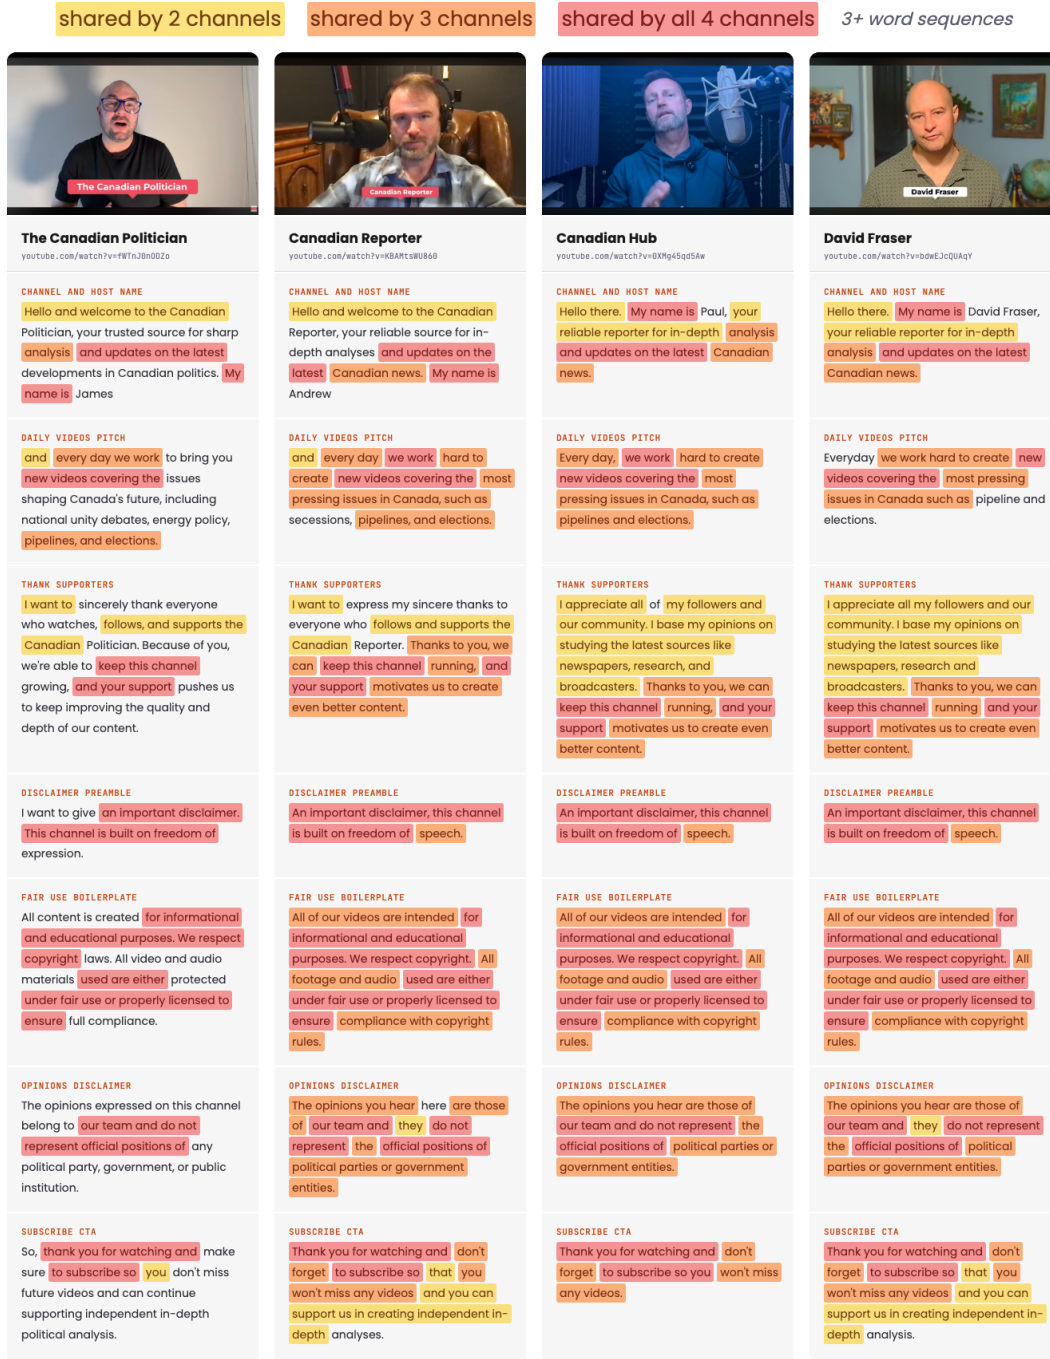 shared by 2 channels
shared by 3 channels
shared by all 4 channels
3+ word sequences
The Canadian Politician
The Canadian Politician
youtube.com/watch?v=fWTnJ0nODZo
CHANNEL AND HOST NAME
Hello and welcome to the Canadian
Politician, your trusted source for sharp
analysis and updates on the latest
developments in Canadian politics. My
name is James
DAILY VIDEOS PITCH
and every day we work to bring you
new videos covering the issues
shaping Canada's future, including
national unity debates, energy policy,
pipelines, and elections.
THANK SUPPORTERS
I want to sincerely thank everyone
who watches, follows, and supports the
Canadian Politician. Because of you,
we're able to keep this channel
growing, and your support pushes us
to keep improving the quality and
depth of our content.
DISCLAIMER PREAMBLE
I want to give an important disclaimer.
This channel is built on freedom of
expression.
FAIR USE BOILERPLATE
All content is created for informational
and educational purposes. We respect
copyright laws. All video and audio
materials used are either protected
under fair use or properly licensed to
ensure full compliance.
OPINIONS DISCLAIMER
The opinions expressed on this channel
belong to our team and do not
represent official positions of any
political party, government, or public
institution.
SUBSCRIBE CTA
So, thank you for watching and make
sure to subscribe so you don't miss
future videos and can continue
supporting independent in-depth
political analysis.
Canadian Reporter
Canadian Reporter
youtube.com/watch?v=KBAMtsWU860
CHANNEL AND HOST NAME
Hello and welcome to the Canadian
Reporter, your reliable source for in-
depth analyses and updates on the
latest Canadian news. My name is
Andrew
DAILY VIDEOS PITCH
and every day we work hard to
create new videos covering the most
pressing issues in Canada, such as
secessions, pipelines, and elections.
THANK SUPPORTERS
I want to express my sincere thanks to
everyone who follows and supports the
Canadian Reporter. Thanks to you, we
can keep this channel running, and
your support motivates us to create
even better content.
DISCLAIMER PREAMBLE
An important disclaimer, this channel
is built on freedom of speech.
FAIR USE BOILERPLATE
All of our videos are intended for
informational and educational
purposes. We respect copyright. All
footage and audio used are either
under fair use or properly licensed to
ensure compliance with copyright
rules.
OPINIONS DISCLAIMER
The opinions you hear here are those
of our team and they do not
represent the official positions of
political parties or government
entities.
SUBSCRIBE CTA
Thank you for watching and don't
forget to subscribe so that you
won't miss any videos and you can
support us in creating independent in-
depth analyses.
Canadian Hub
youtube.com/watch?v=0XMg45qd5Aw
CHANNEL AND HOST NAME
Hello there. My name is Paul, your
reliable reporter for in-depth analysis
and updates on the latest Canadian
news.
DAILY VIDEOS PITCH
Every day, we work hard to create
new videos covering the most
pressing issues in Canada, such as
pipelines and elections.
THANK SUPPORTERS
I appreciate all of my followers and
our community. I base my opinions on
studying the latest sources like
newspapers, research, and
broadcasters. Thanks to you, we can
keep this channel running, and your
support motivates us to create even
better content.
DISCLAIMER PREAMBLE
An important disclaimer, this channel
is built on freedom of speech.
FAIR USE BOILERPLATE
All of our videos are intended for
informational and educational
purposes. We respect copyright. All
footage and audio used are either
under fair use or properly licensed to
ensure compliance with copyright
rules.
OPINIONS DISCLAIMER
The opinions you hear are those of
our team and do not represent the
official positions of political parties or
government entities.
SUBSCRIBE CTA
Thank you for watching and don't
forget to subscribe so you won't miss
any videos.
David Fraser
David Fraser
youtube.com/watch?v=bdwEJcQUAqY
CHANNEL AND HOST NAME
Hello there. My name is David Fraser,
your reliable reporter for in-depth
analysis and updates on the latest
Canadian news.
DAILY VIDEOS PITCH
Everyday we work hard to create new
videos covering the most pressing
issues in Canada such as pipeline and
elections.
THANK SUPPORTERS
I appreciate all my followers and our
community. I base my opinions on
studying the latest sources like
newspapers, research and
broadcasters. Thanks to you, we can
keep this channel running and your
support motivates us to create even
better content.
DISCLAIMER PREAMBLE
An important disclaimer, this channel
is built on freedom of speech.
FAIR USE BOILERPLATE
All of our videos are intended for
informational and educational
purposes. We respect copyright. All
footage and audio used are either
under fair use or properly licensed to
ensure compliance with copyright
rules.
OPINIONS DISCLAIMER
The opinions you hear are those of
our team and they do not represent
the official positions of political
parties or government entities.
SUBSCRIBE CTA
Thank you for watching and don't
forget to subscribe so that you
won't miss any videos and you can
support us in creating independent in-
depth analysis.